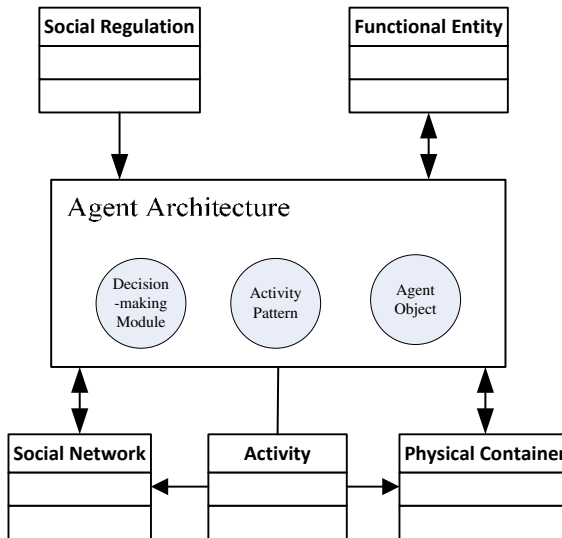 Social Regulation
Functional Entity
Agent Architecture
Decision
-making
Module
Activity
Pattern
Agent
Object
Social Network
Activity
Physical Container